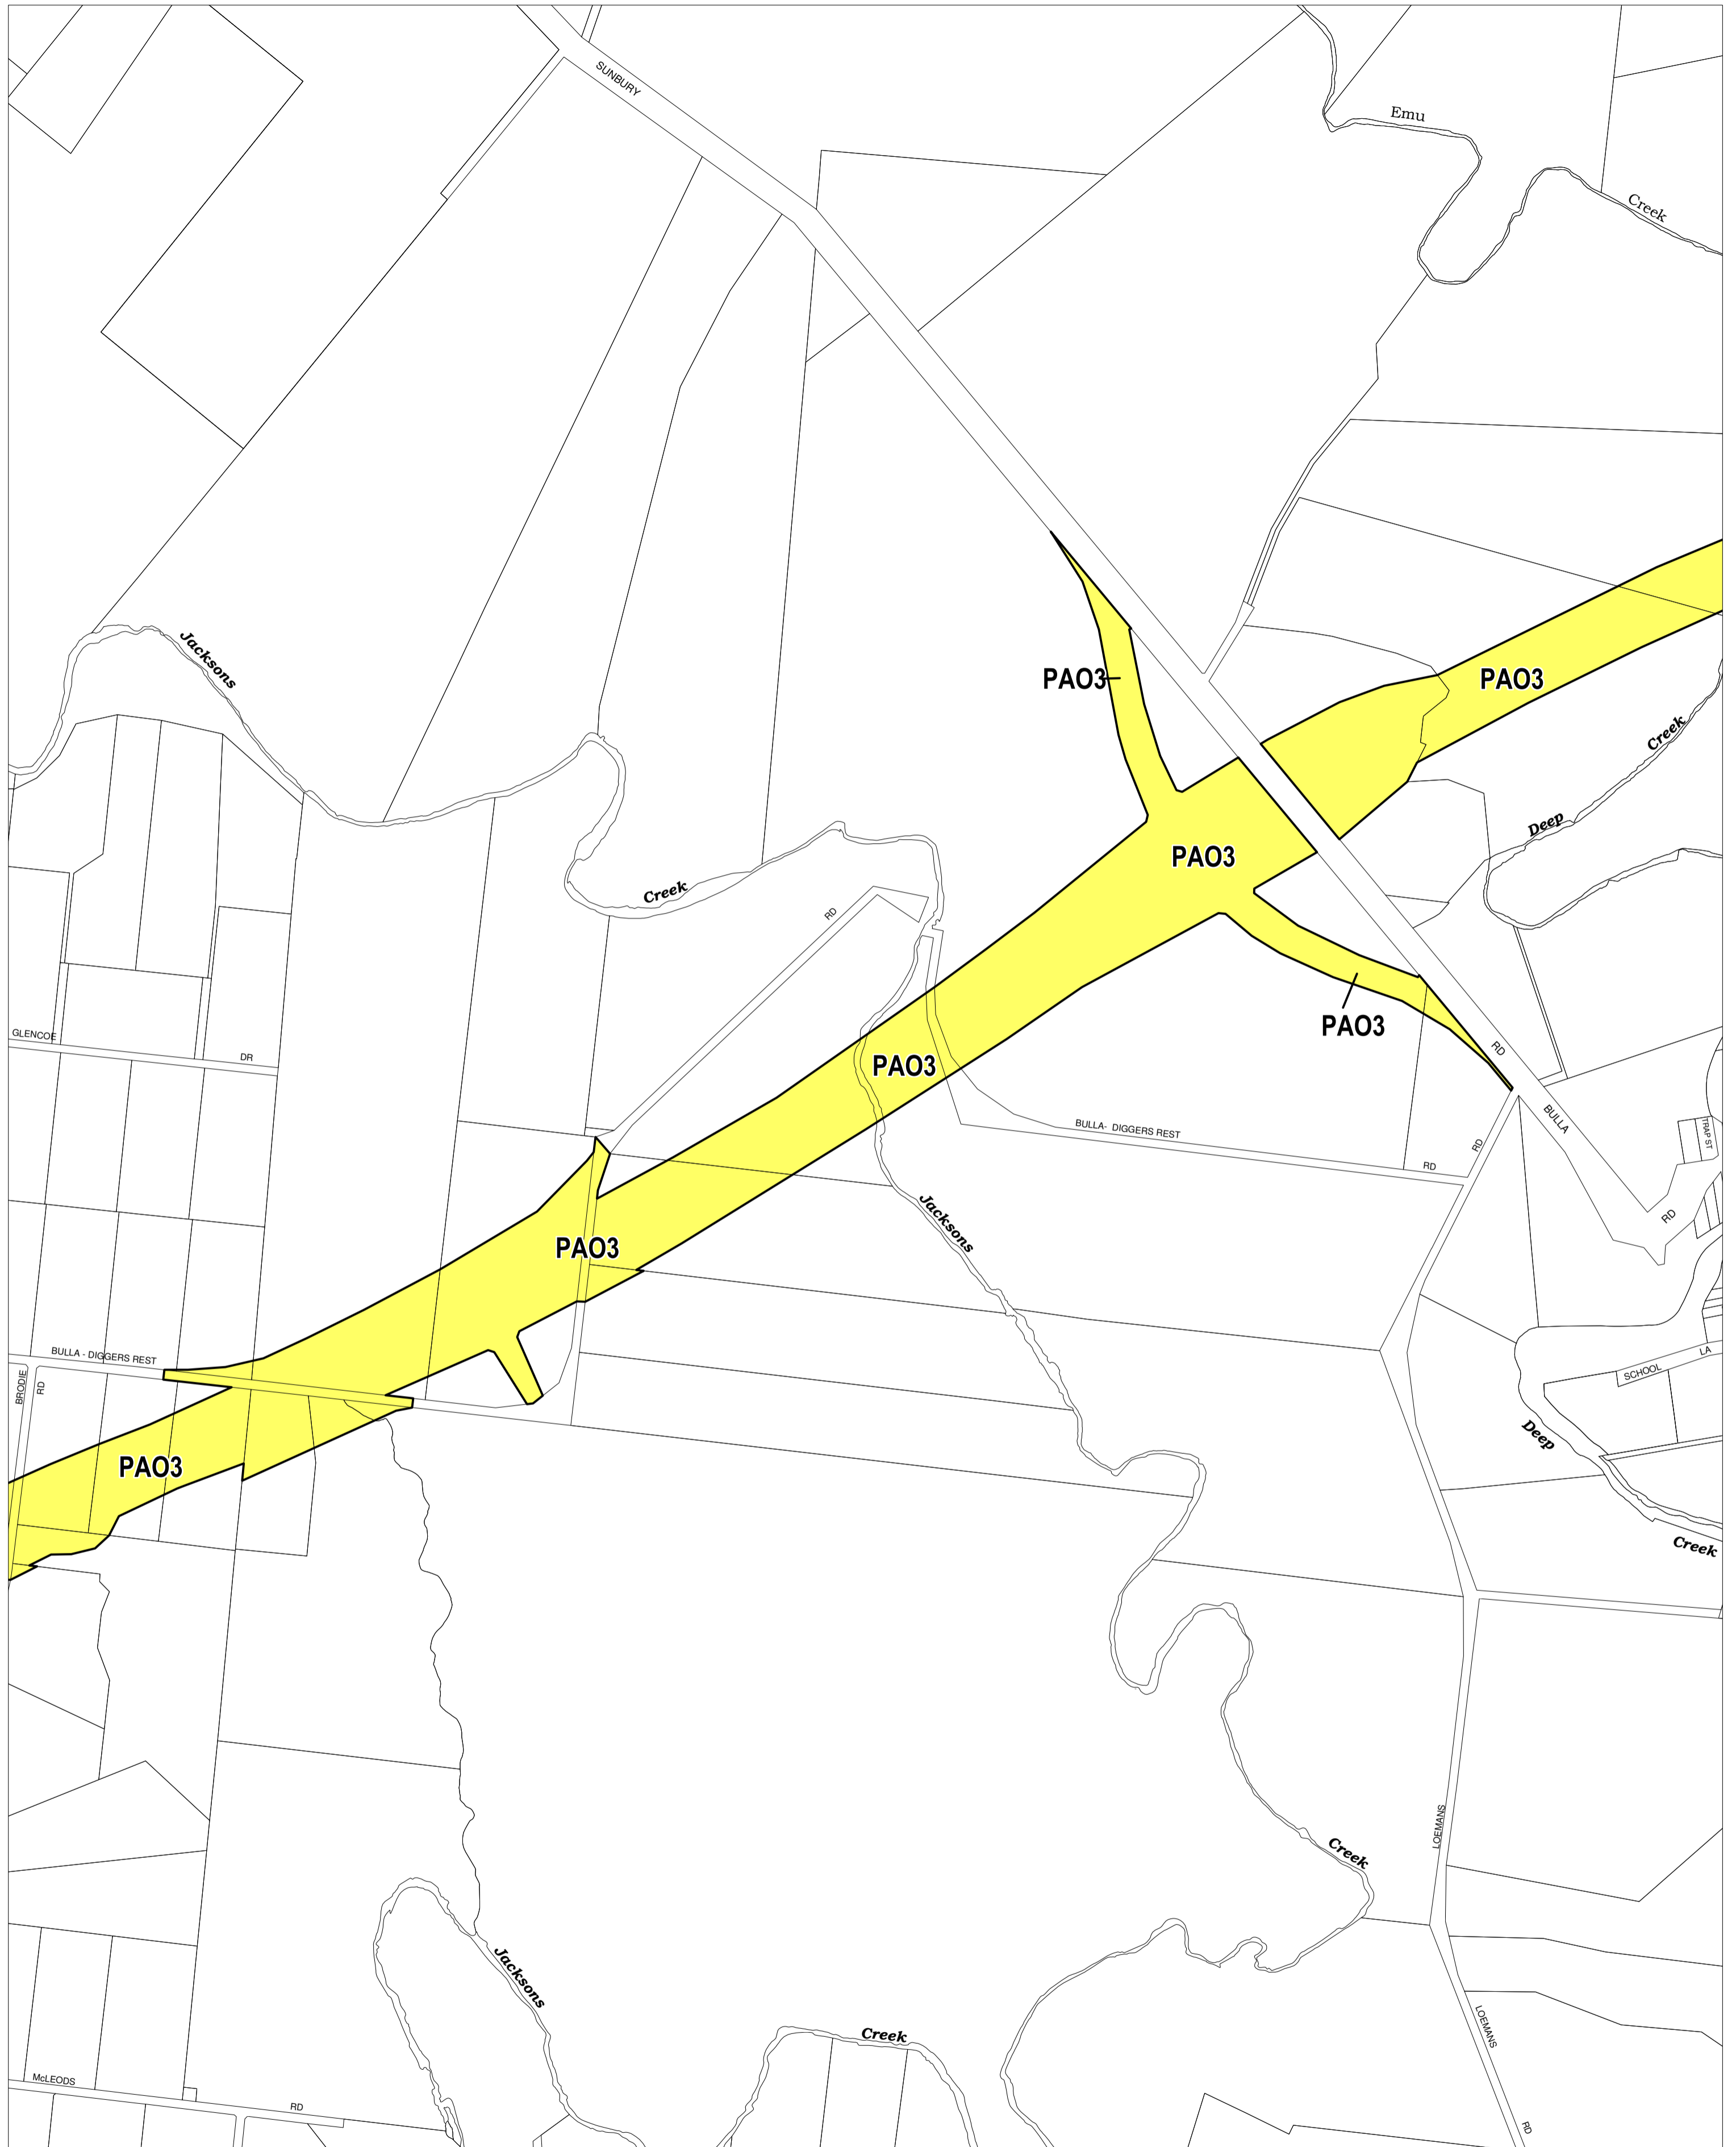 SUNBURY
Emu
Creek
Jacksons
PAO3
PAO3
Creek
Deep
PAO3
Creek
RD
PAO3
GLENCOE
DR
RD
PAO3
BULLA
BULLA- DIGGERS REST
TRAP ST
RD
RD
Jacksons
RD
PAO3
BULLA - DIGGERS REST
LA
SCHOOL
BRODIE
RD
Deep
PAO3
Creek
LOEMANS
Creek
Jacksons
LOEMANS
Creek
McLEODS
RD
RD